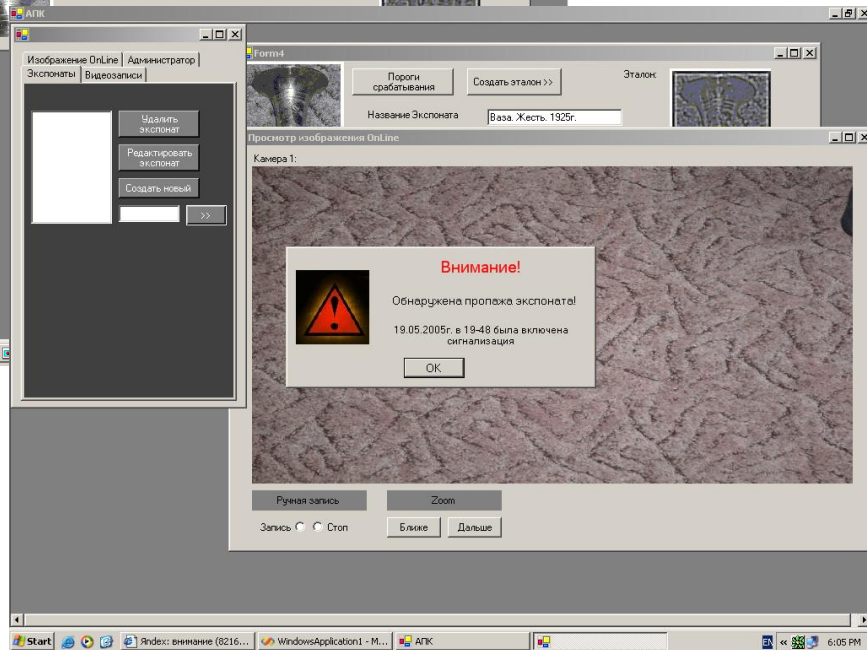 АПК
Изображение OnLine
Администратор
Экспонаты
Видеозаписи
Удалить
экспонат
Редактировать
экспонат
Создать новый
>>
Form4
Пороги
срабатывания
Создать эталон >>
Эталон:
Название Экспоната
Ваза. Жесть. 1925г.
Просмотр изображения OnLine
Камера 1:
Внимание!
Обнаружена пропажа экспоната!
19.05.2005г. в 19-48 была включена
сигнализация
OK
Ручная запись
Zoom
Запись
Стоп
Ближе
Дальше
Start
Яndex: внимание (8216...
WindowsApplication1 - M...
АПК
EN
«
6:05 PM